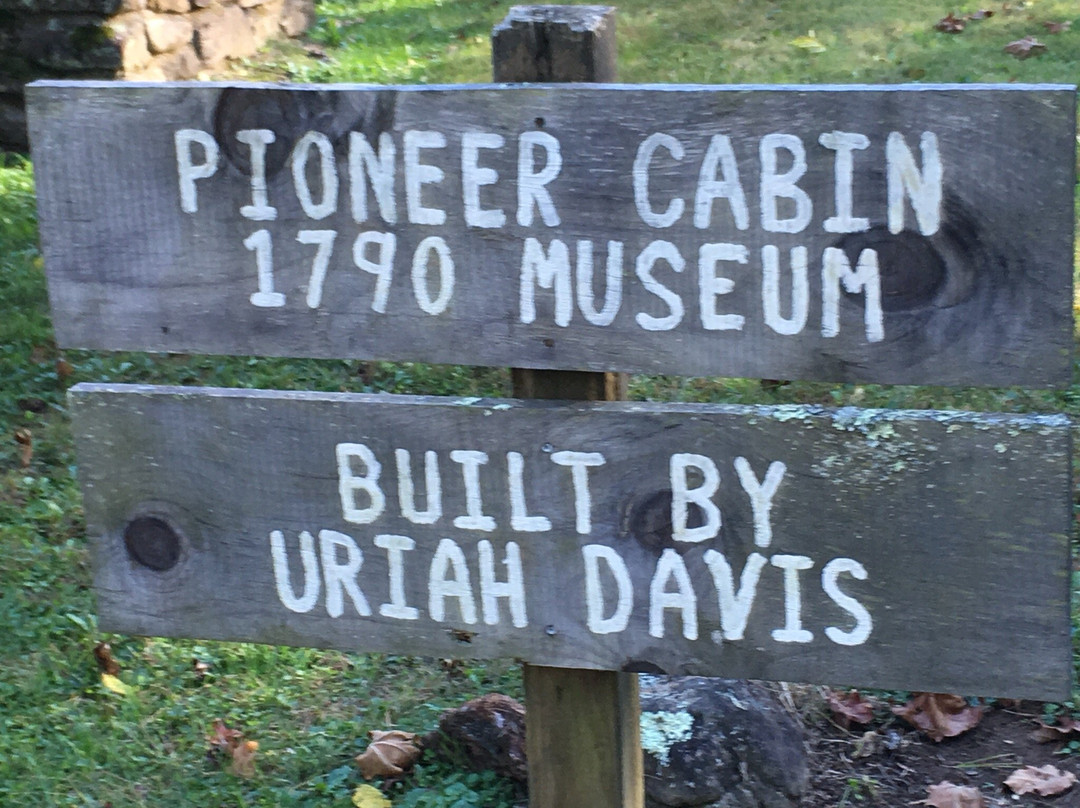 PIONEER CABIN
1790 MUSEUM
BUILT BY
URIAH DAVIS